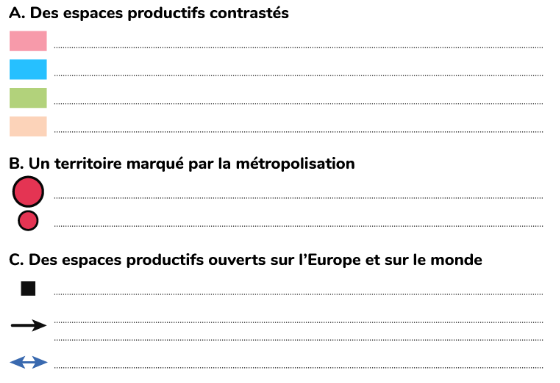 A. Des espaces productifs contrastés
B. Un territoire marqué par la métropolisation
C. Des espaces productifs ouverts sur l’Europe et sur le monde